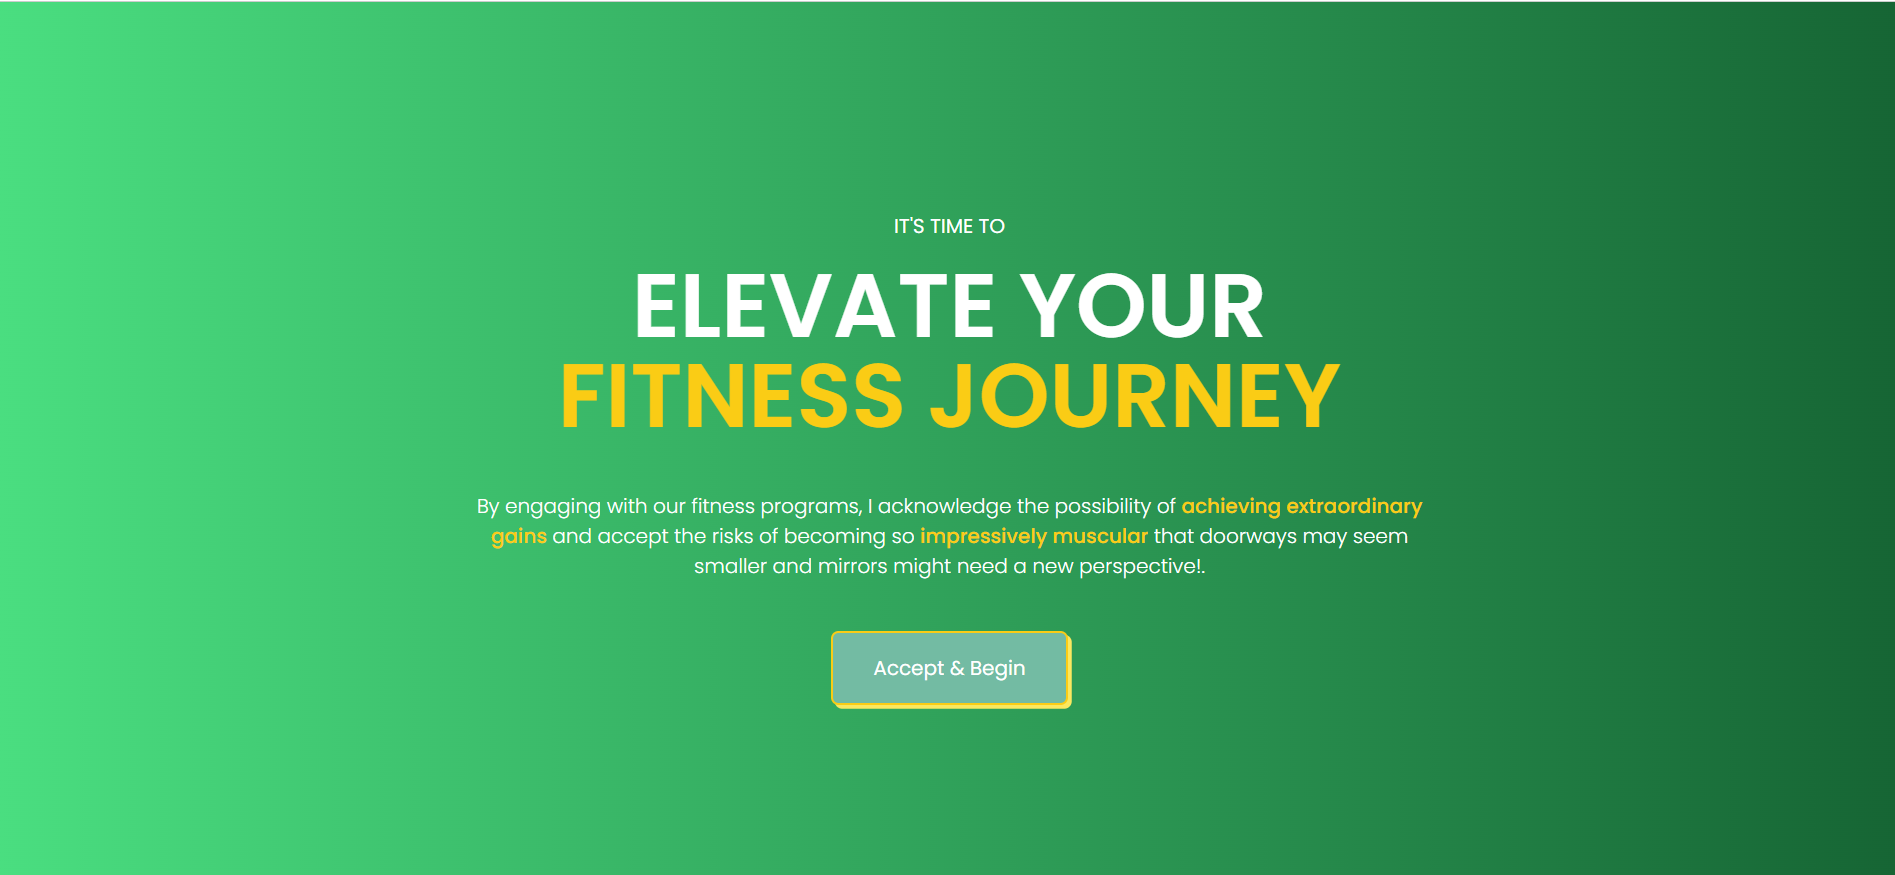 IT'S TIME TO
ELEVATE YOUR
FITNESS JOURNEY
By engaging with our fitness programs, I acknowledge the possibility of achieving extraordinary
gains and accept the risks of becoming so impressively muscular that doorways may seem
smaller and mirrors might need a new perspective!.
Accept & Begin